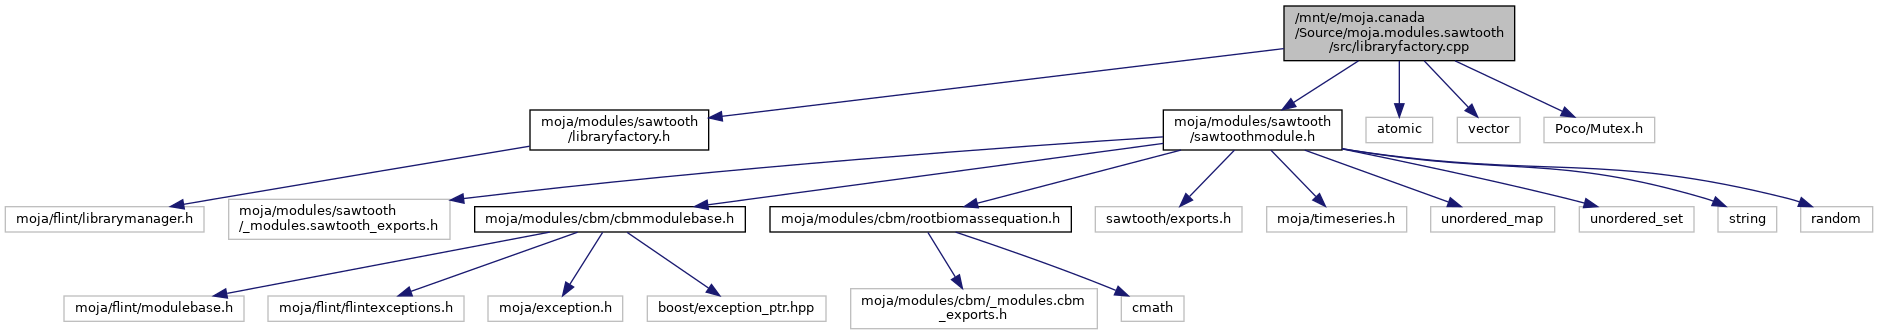 /mnt/e/moja.canada
/Source/moja.modules.sawtooth
/src/libraryfactory.cpp
moja/modules/sawtooth
/libraryfactory.h
moja/modules/sawtooth
/sawtoothmodule.h
atomic
vector
Poco/Mutex.h
moja/flint/librarymanager.h
moja/modules/sawtooth
/_modules.sawtooth_exports.h
moja/modules/cbm/cbmmodulebase.h
moja/modules/cbm/rootbiomassequation.h
sawtooth/exports.h
moja/timeseries.h
unordered_map
unordered_set
string
random
moja/flint/modulebase.h
moja/flint/flintexceptions.h
moja/exception.h
boost/exception_ptr.hpp
moja/modules/cbm/_modules.cbm
_exports.h
cmath